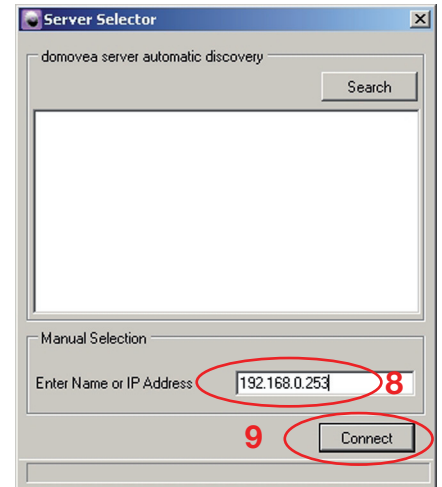 Server Selector
domovea server automatic discovery
Search
Manual Selection
Enter Name or IP Address 192.168.0.253 8
9 Connect